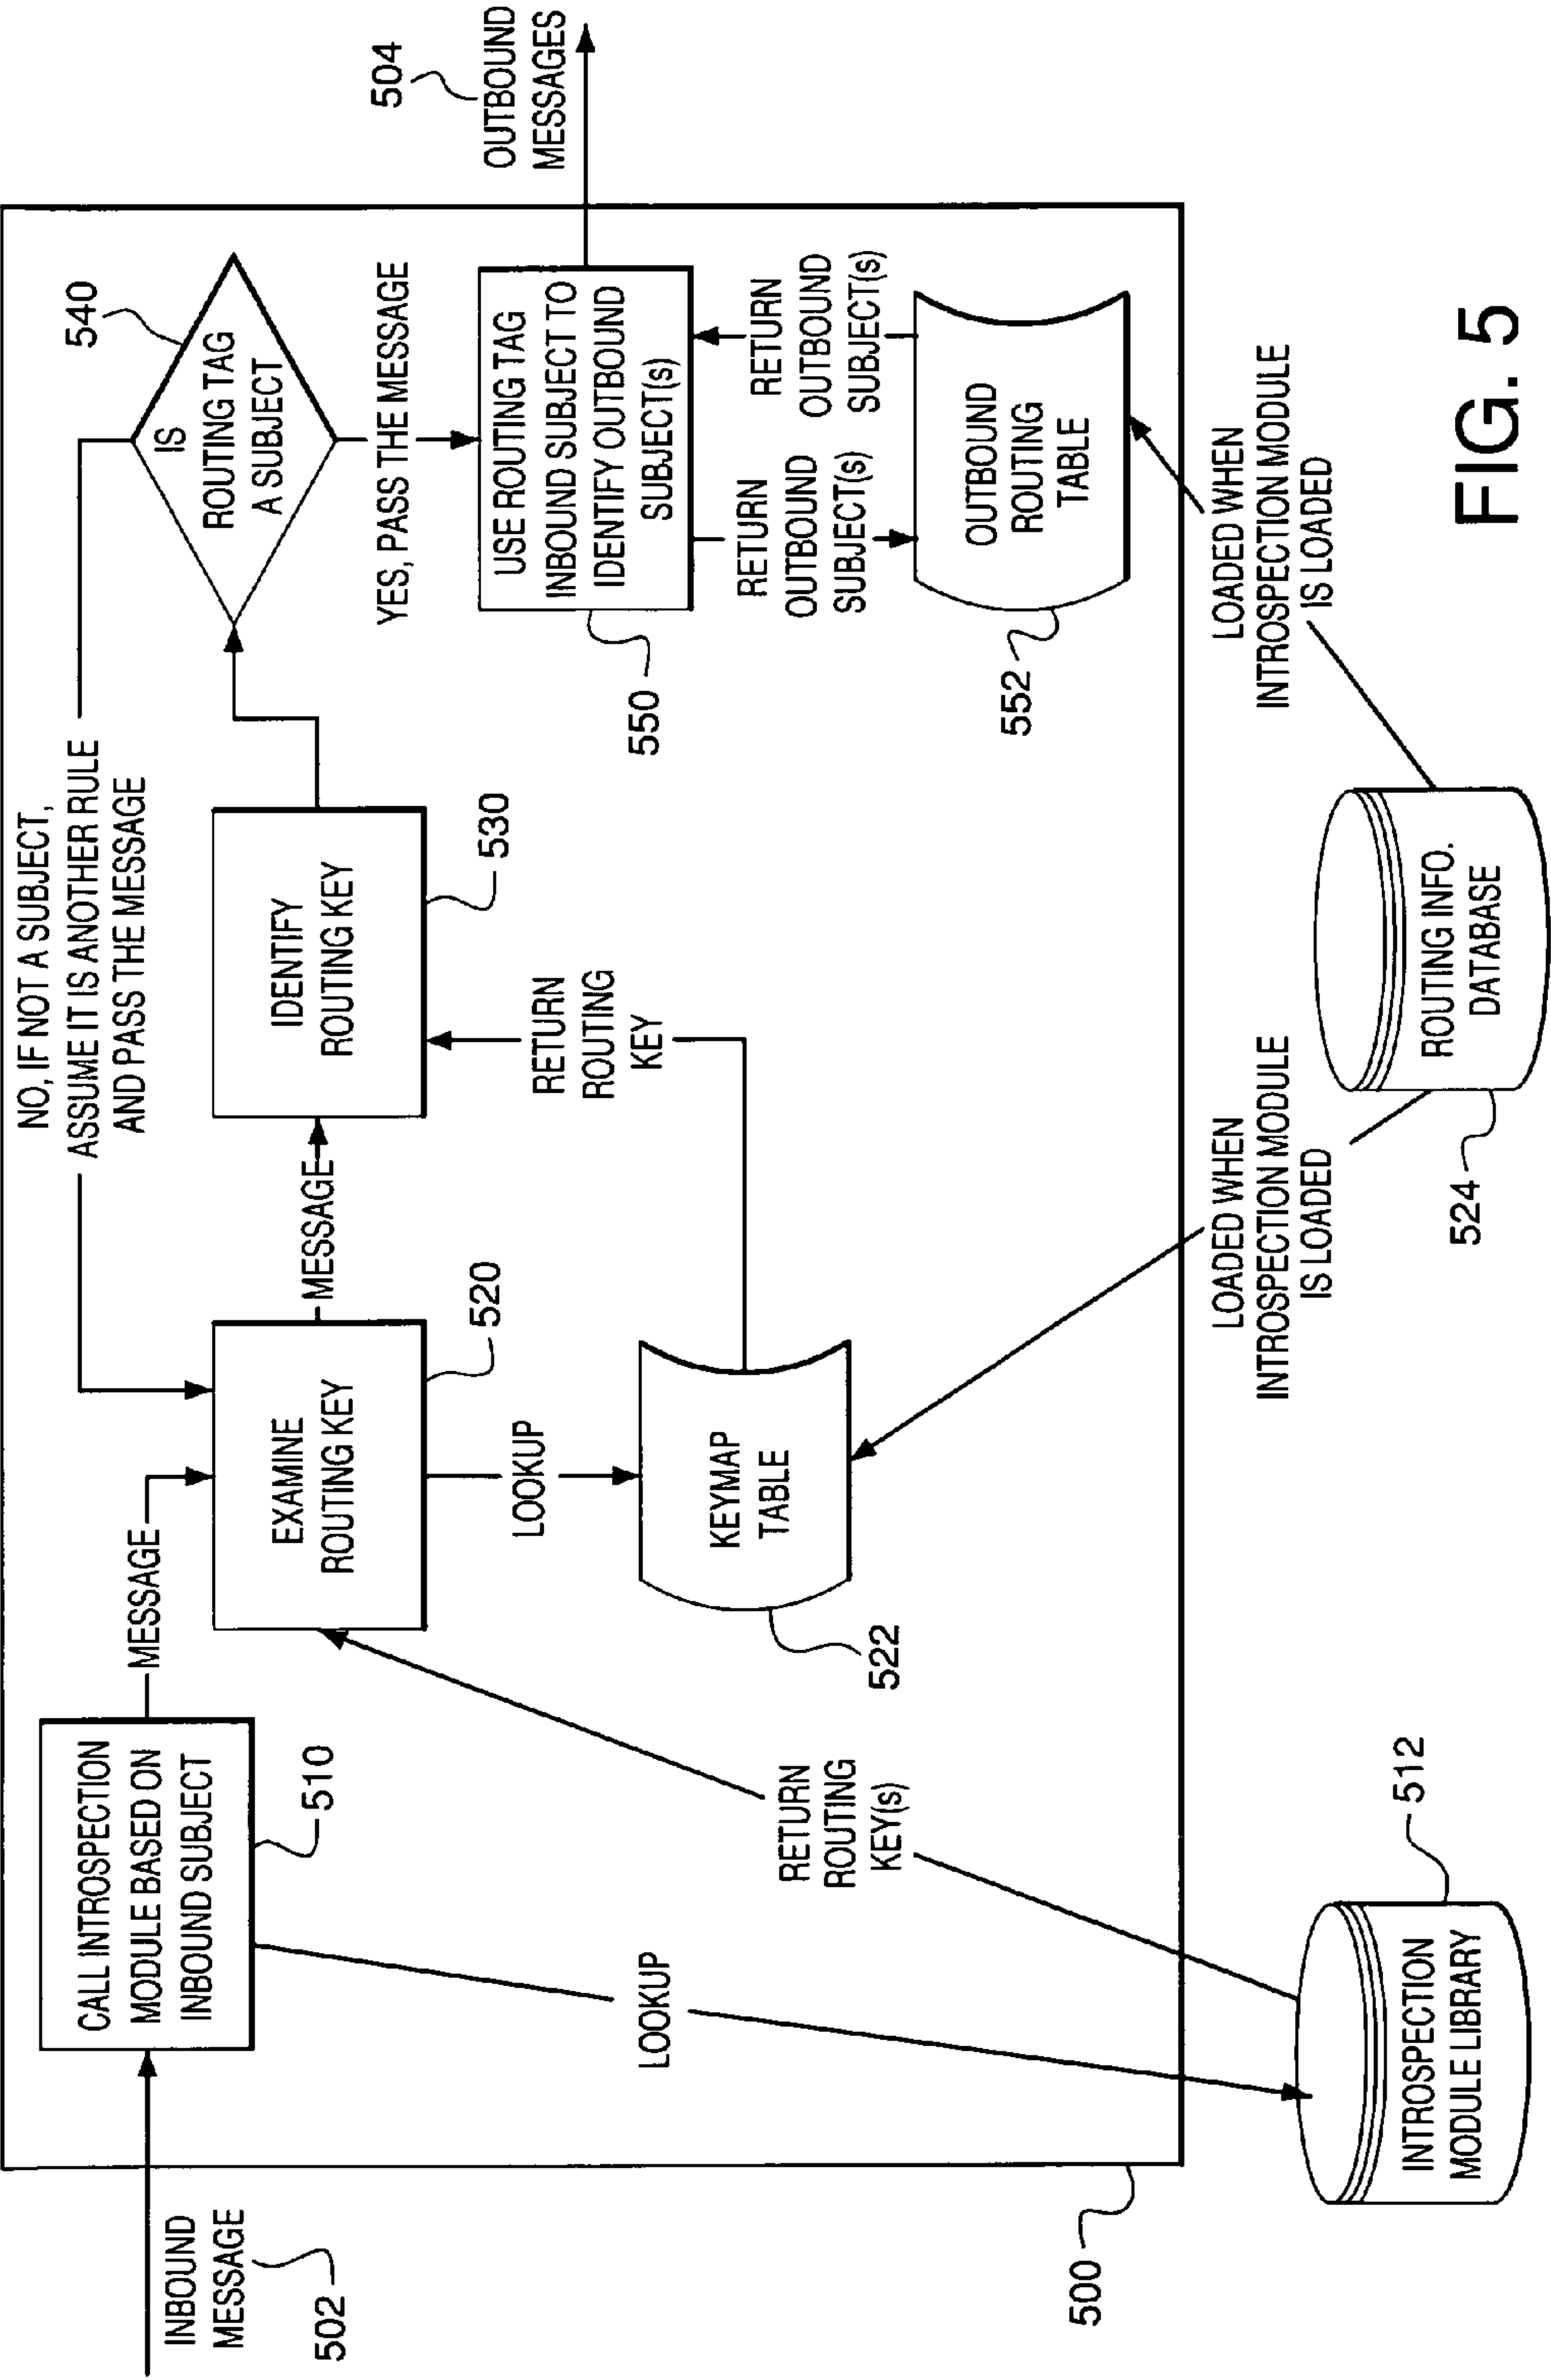 INBOUND
MESSAGE
502
CALL INTROSPECTION
MODULE BASED ON
INBOUND SUBJECT
510
MESSAGE
LOOKUP
NO, IF NOT A SUBJECT,
ASSUME IT IS ANOTHER RULE
AND PASS THE MESSAGE
EXAMINE
ROUTING KEY
520
MESSAGE
IDENTIFY
ROUTING KEY
530
IS
ROUTING TAG
A SUBJECT
540
YES, PASS THE MESSAGE
USE ROUTING TAG
INBOUND SUBJECT TO
IDENTIFY OUTBOUND
SUBJECT(s)
550
504
OUTBOUND
MESSAGES
LOOKUP
KEYMAP
TABLE
522
RETURN
ROUTING
KEY
RETURN
OUTBOUND
SUBJECT(s)
RETURN
OUTBOUND
SUBJECT(s)
OUTBOUND
ROUTING
TABLE
552
RETURN
ROUTING
KEY(s)
500
INTROSPECTION
MODULE LIBRARY
512
LOADED WHEN
INTROSPECTION MODULE
IS LOADED
ROUTING INFO.
DATABASE
524
LOADED WHEN
INTROSPECTION MODULE
IS LOADED
FIG. 5